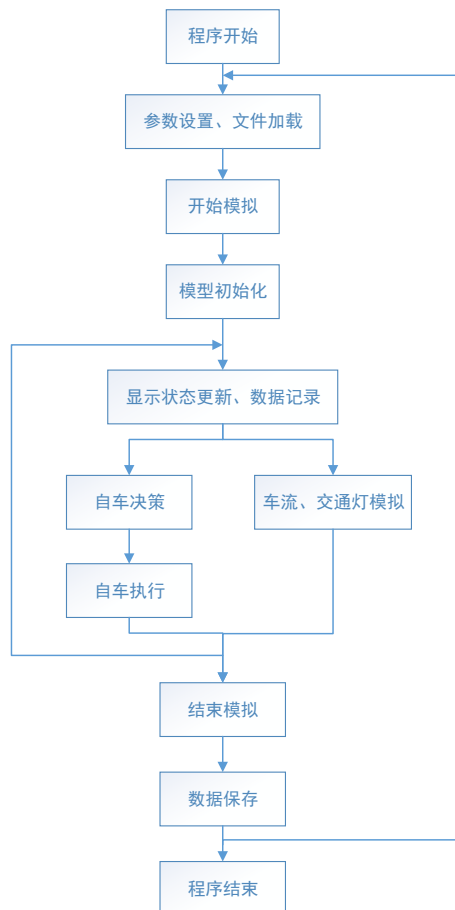 程序开始
参数设置、文件加载
开始模拟
模型初始化
显示状态更新、数据记录
自车决策
车流、交通灯模拟
自车执行
结束模拟
数据保存
程序结束